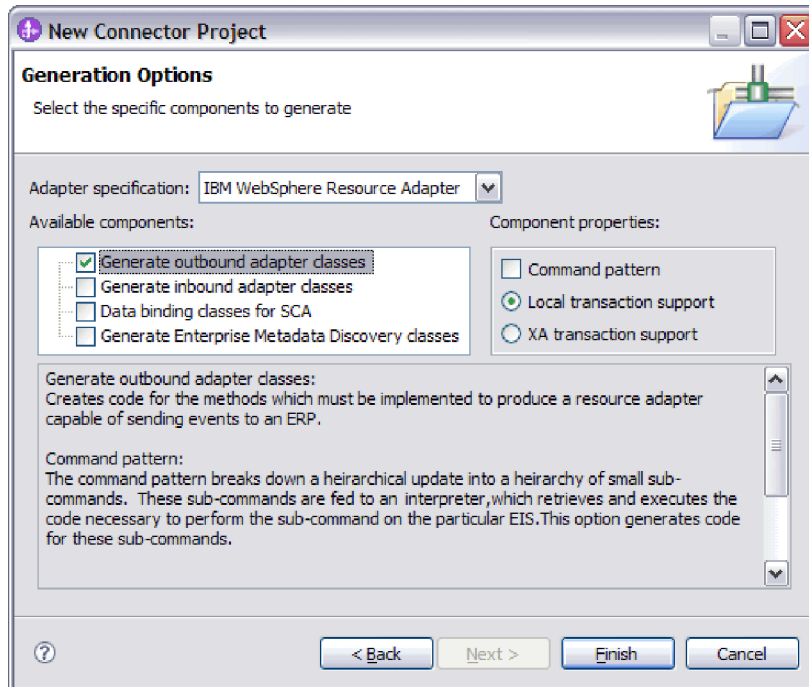 New Connector Project
Generation Options
Select the specific components to generate
Adapter specification: IBM WebSphere Resource Adapter
Available components:
Generate outbound adapter classes
Generate inbound adapter classes
Data binding classes for SCA
Generate Enterprise Metadata Discovery classes
Component properties:
Command pattern
Local transaction support
XA transaction support
Generate outbound adapter classes:
Creates code for the methods which must be implemented to produce a resource adapter
capable of sending events to an ERP.
Command pattern:
The command pattern breaks down a heirarchical update into a heirarchy of small sub-
commands.  These sub-commands are fed to an interpreter,which retrieves and executes the
code necessary to perform the sub-command on the particular EIS.This option generates code
for these sub-commands.
?
< Back
Next >
Finish
Cancel